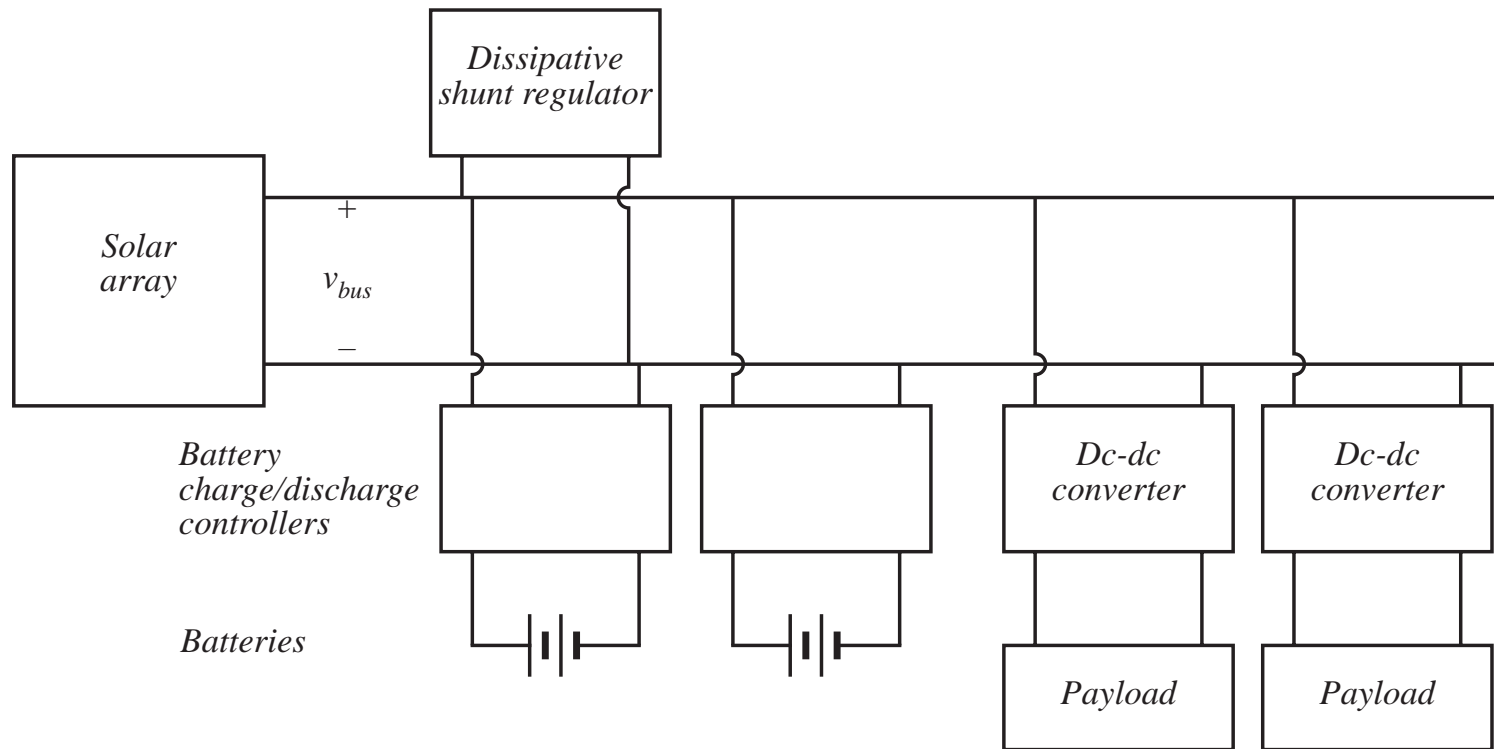 Dissipative
shunt regulator
Solar
array
+
v_bus
–
Battery
charge/discharge
controllers
Dc-dc
converter
Dc-dc
converter
Batteries
Payload
Payload